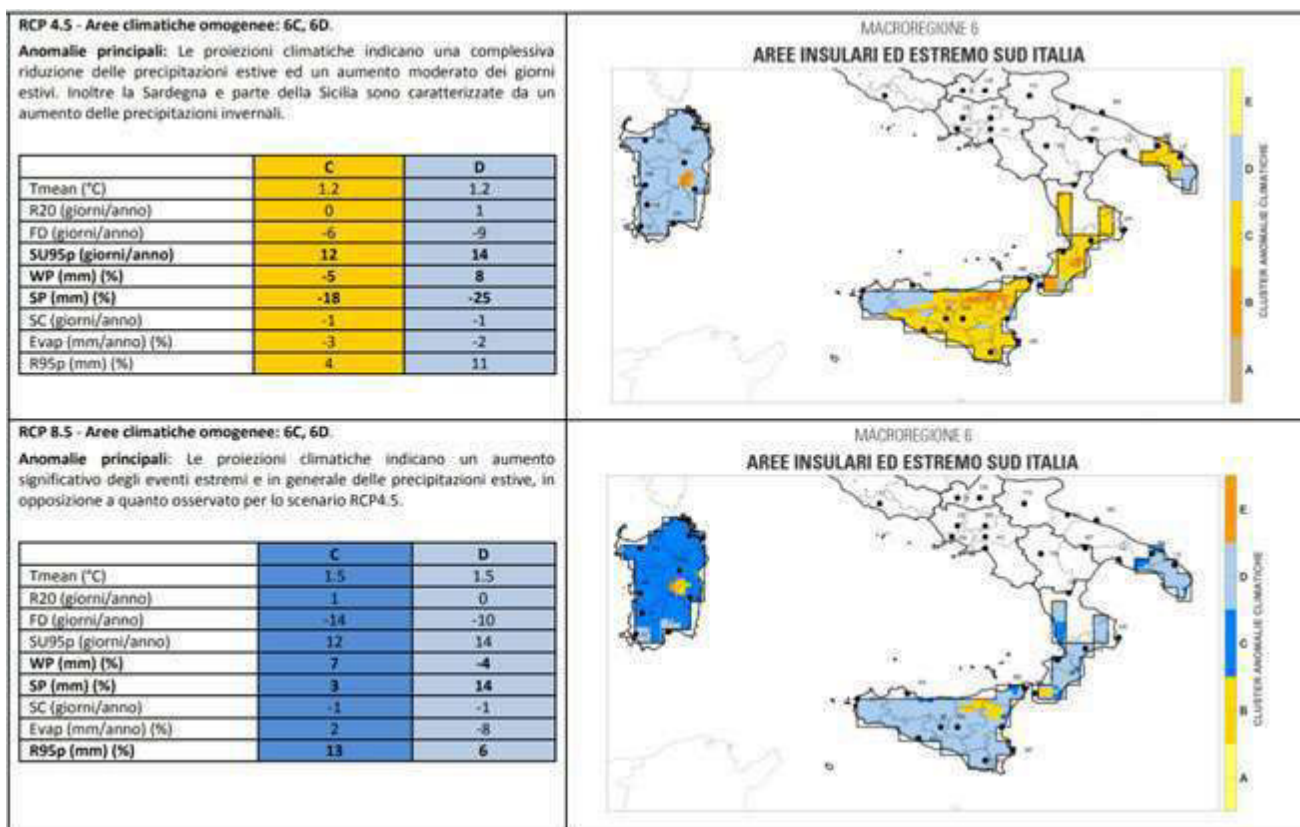 RCP 4.5 - Aree climatiche omogenee: 6C, 6D.
Anomalie principali: Le proiezioni climatiche indicano una complessiva
riduzione delle precipitazioni estive ed un aumento moderato dei giorni
estivi. Inoltre la Sardegna e parte della Sicilia sono caratterizzate da un
aumento delle precipitazioni invernali.
C D
Tmean (°C) 1.2 1.2
R20 (giorni/anno) 0 1
FD (giorni/anno) -6 -9
SU95p (giorni/anno) 12 14
WP (mm) (%) -5 8
SP (mm) (%) -18 -25
SC (giorni/anno) -1 -1
Evap (mm/anno) (%) -3 -2
R95p (mm) (%) 4 11
MACROREGIONE 6
AREE INSULARI ED ESTREMO SUD ITALIA
E
D
C
B
A
CLUSTER ANOMALIE CLIMATICHE
RCP 8.5 - Aree climatiche omogenee: 6C, 6D.
Anomalie principali: Le proiezioni climatiche indicano un aumento
significativo degli eventi estremi e in generale delle precipitazioni estive, in
opposizione a quanto osservato per lo scenario RCP4.5.
C D
Tmean (°C) 1.5 1.5
R20 (giorni/anno) 1 0
FD (giorni/anno) -14 -10
SU95p (giorni/anno) 12 14
WP (mm) (%) 7 -4
SP (mm) (%) 3 14
SC (giorni/anno) -1 -1
Evap (mm/anno) (%) 2 -8
R95p (mm) (%) 13 6
MACROREGIONE 6
AREE INSULARI ED ESTREMO SUD ITALIA
E
D
C
B
A
CLUSTER ANOMALIE CLIMATICHE